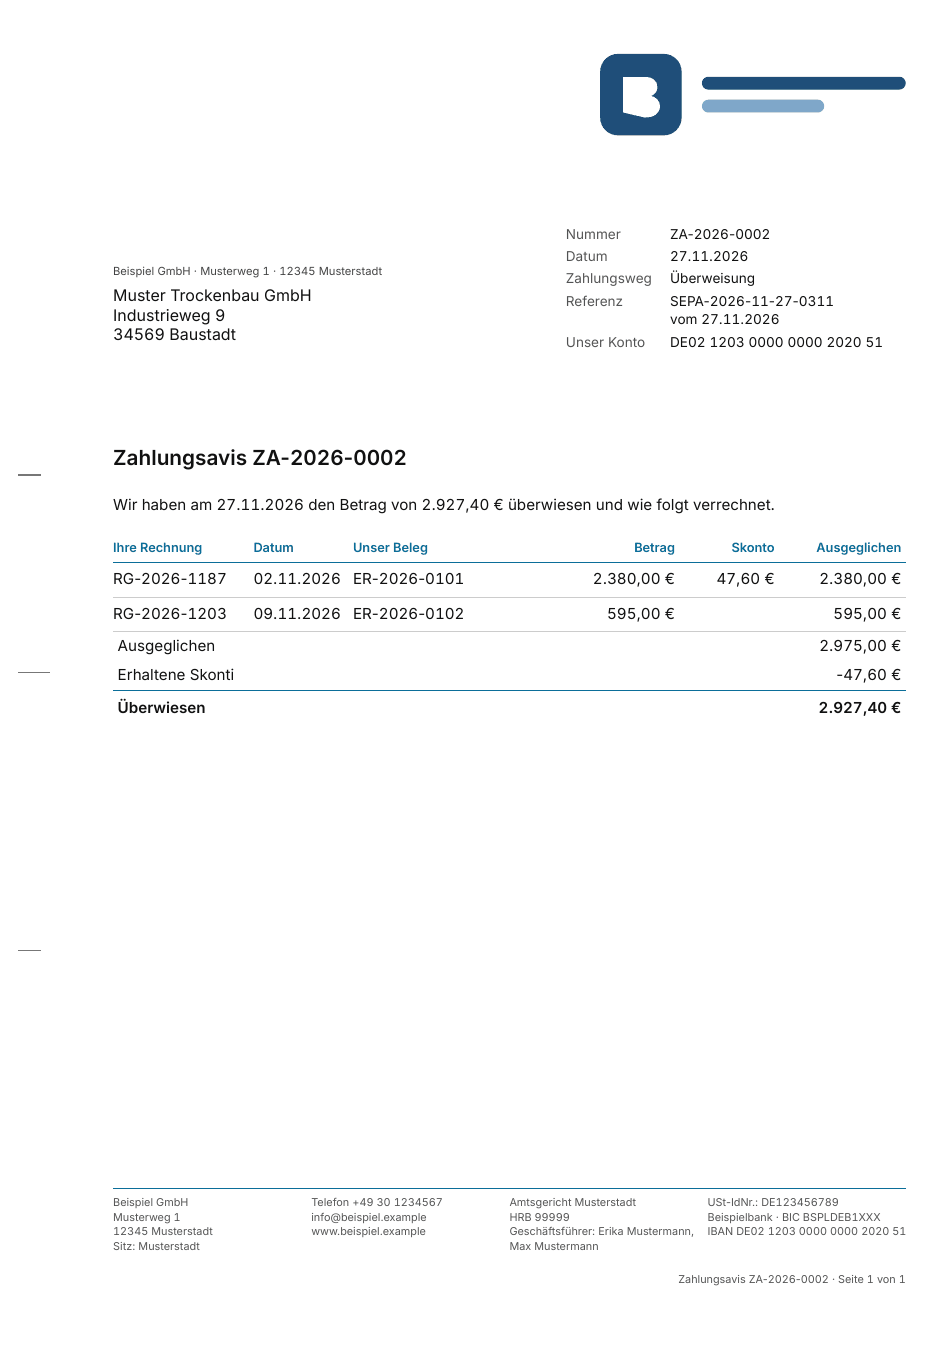 B
Nummer ZA-2026-0002
Datum 27.11.2026
Zahlungsweg Überweisung
Referenz SEPA-2026-11-27-0311
vom 27.11.2026
Unser Konto DE02 1203 0000 0000 2020 51
Beispiel GmbH · Musterweg 1 · 12345 Musterstadt
Muster Trockenbau GmbH
Industrieweg 9
34569 Baustadt
Zahlungsavis ZA-2026-0002
Wir haben am 27.11.2026 den Betrag von 2.927,40 € überwiesen und wie folgt verrechnet.
Ihre Rechnung Datum Unser Beleg Betrag Skonto Ausgeglichen
RG-2026-1187 02.11.2026 ER-2026-0101 2.380,00 € 47,60 € 2.380,00 €
RG-2026-1203 09.11.2026 ER-2026-0102 595,00 € 595,00 €
Ausgeglichen 2.975,00 €
Erhaltene Skonti -47,60 €
Überwiesen 2.927,40 €
Beispiel GmbH
Musterweg 1
12345 Musterstadt
Sitz: Musterstadt
Telefon +49 30 1234567
info@beispiel.example
www.beispiel.example
Amtsgericht Musterstadt
HRB 99999
Geschäftsführer: Erika Mustermann,
Max Mustermann
USt-IdNr.: DE123456789
Beispielbank · BIC BSPLDEB1XXX
IBAN DE02 1203 0000 0000 2020 51
Zahlungsavis ZA-2026-0002 · Seite 1 von 1